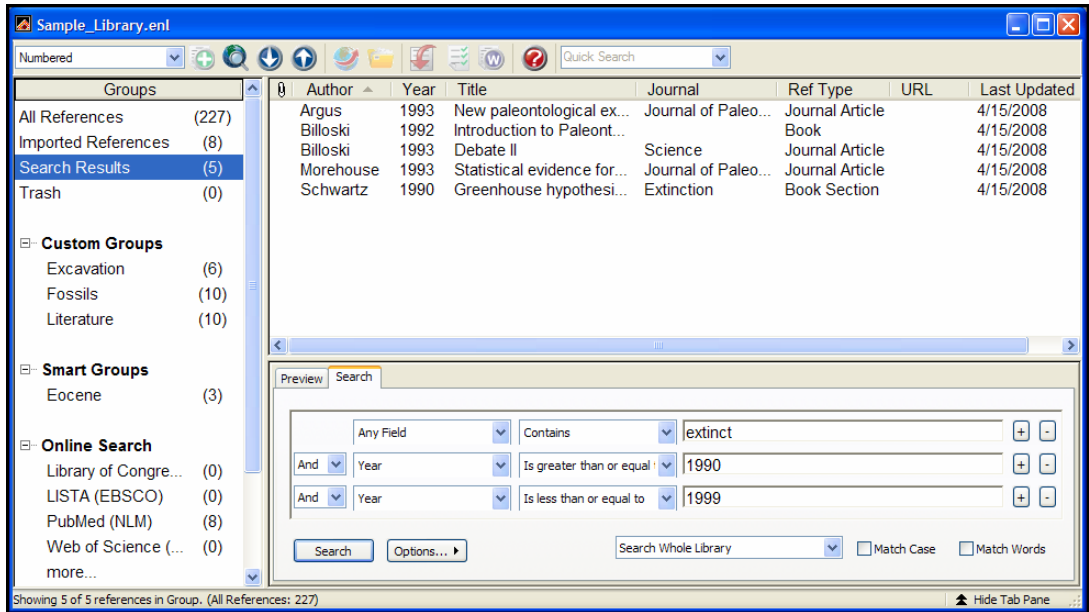 Sample_Library.enl
Numbered
Quick Search
Groups
All References (227)
Imported References (8)
Search Results (5)
Trash (0)
Custom Groups
Excavation (6)
Fossils (10)
Literature (10)
Smart Groups
Eocene (3)
Online Search
Library of Congre... (0)
LISTA (EBSCO) (0)
PubMed (NLM) (8)
Web of Science (... (0)
more...
Author Year Title Journal Ref Type URL Last Updated
Argus 1993 New paleontological ex... Journal of Paleo... Journal Article 4/15/2008
Billoski 1992 Introduction to Paleont... Book 4/15/2008
Billoski 1993 Debate II Science Journal Article 4/15/2008
Morehouse 1993 Statistical evidence for... Journal of Paleo... Journal Article 4/15/2008
Schwartz 1990 Greenhouse hypothesi... Extinction Book Section 4/15/2008
Preview Search
Any Field Contains extinct + -
And Year Is greater than or equal 1990 + -
And Year Is less than or equal to 1999 + -
Search Options... Search Whole Library Match Case Match Words
Showing 5 of 5 references in Group. (All References: 227) Hide Tab Pane